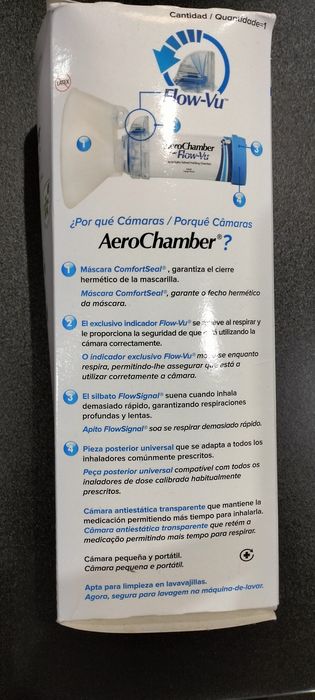 Cantidad / Quantidade=1
LATEX
Flow-Vu™
1
2
3
4
AeroChamber
Flow-Vu
¿Por qué Cámaras / Porqué Câmaras
AeroChamber®?
1 Máscara ComfortSeal®, garantiza el cierre
hermético de la mascarilla.
Máscara ComfortSeal®, garante o fecho hermético
da máscara.
2 El exclusivo indicador Flow-Vu® se mueve al respirar y
le proporciona la seguridad de que está utilizando la
cámara correctamente.
O indicador exclusivo Flow-Vu® move-se enquanto
respira, permitindo-lhe assegurar que está a
utilizar corretamente a câmara.
3 El silbato FlowSignal® suena cuando inhala
demasiado rápido, garantizando respiraciones
profundas y lentas.
Apito FlowSignal® soa se respirar demasiado rápido.
4 Pieza posterior universal que se adapta a todos los
inhaladores comúnmente prescritos.
Peça posterior universal compatível com todos os
inaladores de dose calibrada habitualmente
prescritos.
Cámara antiestática transparente que mantiene la
medicación permitiendo más tiempo para inhalarla.
Câmara antiestática transparente que retém a
medicação permitindo mais tempo para respirar.
Cámara pequeña y portátil.
Câmara pequena e portátil.
Apta para limpieza en lavavajillas.
Agora, segura para lavagem na máquina-de-lavar.